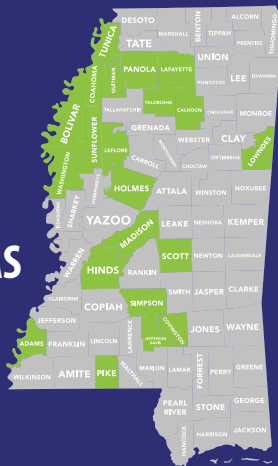 DESOTO
BENTON
ALCORN
TISHOMINGO
TUNICA
MARSHALL
TIPPAH
PRENTISS
TATE
UNION
COAHOMA
QUITMAN
PANOLA
LAFAYETTE
PONTOTOC
LEE
ITAWAMBA
BOLIVAR
TALLAHATCHIE
YALOBUSHA
CALHOUN
CHICKASAW
MONROE
SUNFLOWER
GRENADA
WASHINGTON
LEFLORE
CARROLL
MONTGOMERY
WEBSTER
CLAY
LOWNDES
OKTIBBEHA
CHOCTAW
HUMPHREYS
HOLMES
ATTALA
WINSTON
NOXUBEE
SHARKEY
YAZOO
MADISON
LEAKE
NESHOBA
KEMPER
AS
WARREN
HINDS
RANKIN
SCOTT
NEWTON
LAUDERDALE
CLAIBORNE
COPIAH
SIMPSON
SMITH
JASPER
CLARKE
JEFFERSON
ADAMS
FRANKLIN
LINCOLN
LAWRENCE
JEFFERSON
DAVIS
COVINGTON
JONES
WAYNE
WILKINSON
AMITE
PIKE
WALTHALL
MARION
LAMAR
FORREST
PERRY
GREENE
PEARL
RIVER
STONE
GEORGE
HANCOCK
HARRISON
JACKSON